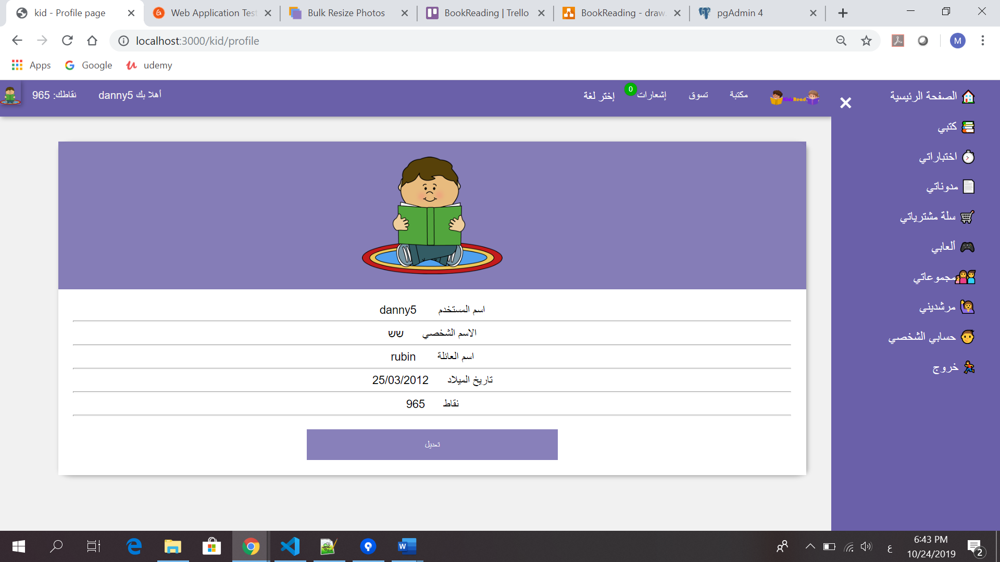 kid - Profile page
Web Application Test
Bulk Resize Photos
BookReading | Trello
BookReading - draw.
pgAdmin 4
localhost:3000/kid/profile
M
Apps
Google
udemy
نقاطك: 965
أهلا بك danny5
إختر لغة
0
إشعارات
تسوق
مكتبة
KidsRead
الصفحة الرئيسية
كتبي
اختباراتي
مدوناتي
سلة مشترياتي
ألعابي
مجموعاتي
مرشديني
حسابي الشخصي
خروج
اسم المستخدم danny5
الاسم الشخصي שש
اسم العائلة rubin
تاريخ الميلاد 25/03/2012
نقاط 965
تعديل
W
ع
6:43 PM
10/24/2019
2